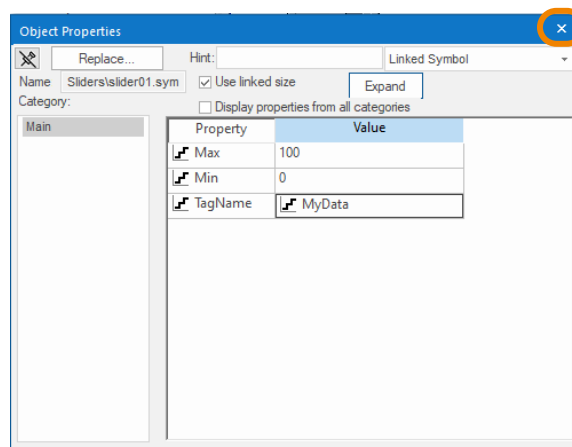 Object Properties
Replace...
Hint:
Linked Symbol
Name
Sliders\slider01.sym
Use linked size
Expand
Category:
Display properties from all categories
Main
Property
Value
Max
100
Min
0
TagName
MyData